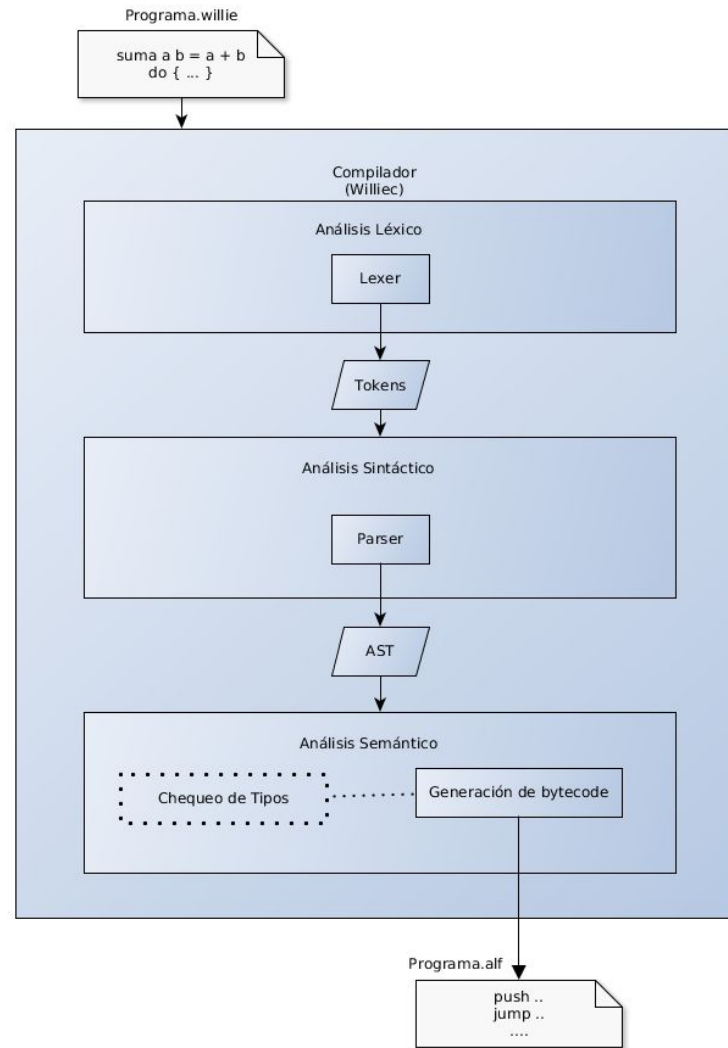 Programa.willie
suma a b = a + b
do { ... }
Compilador
(Williec)
Análisis Léxico
Lexer
Tokens
Análisis Sintáctico
Parser
AST
Análisis Semántico
Chequeo de Tipos
Generación de bytecode
Programa.alf
push ..
jump ..
....